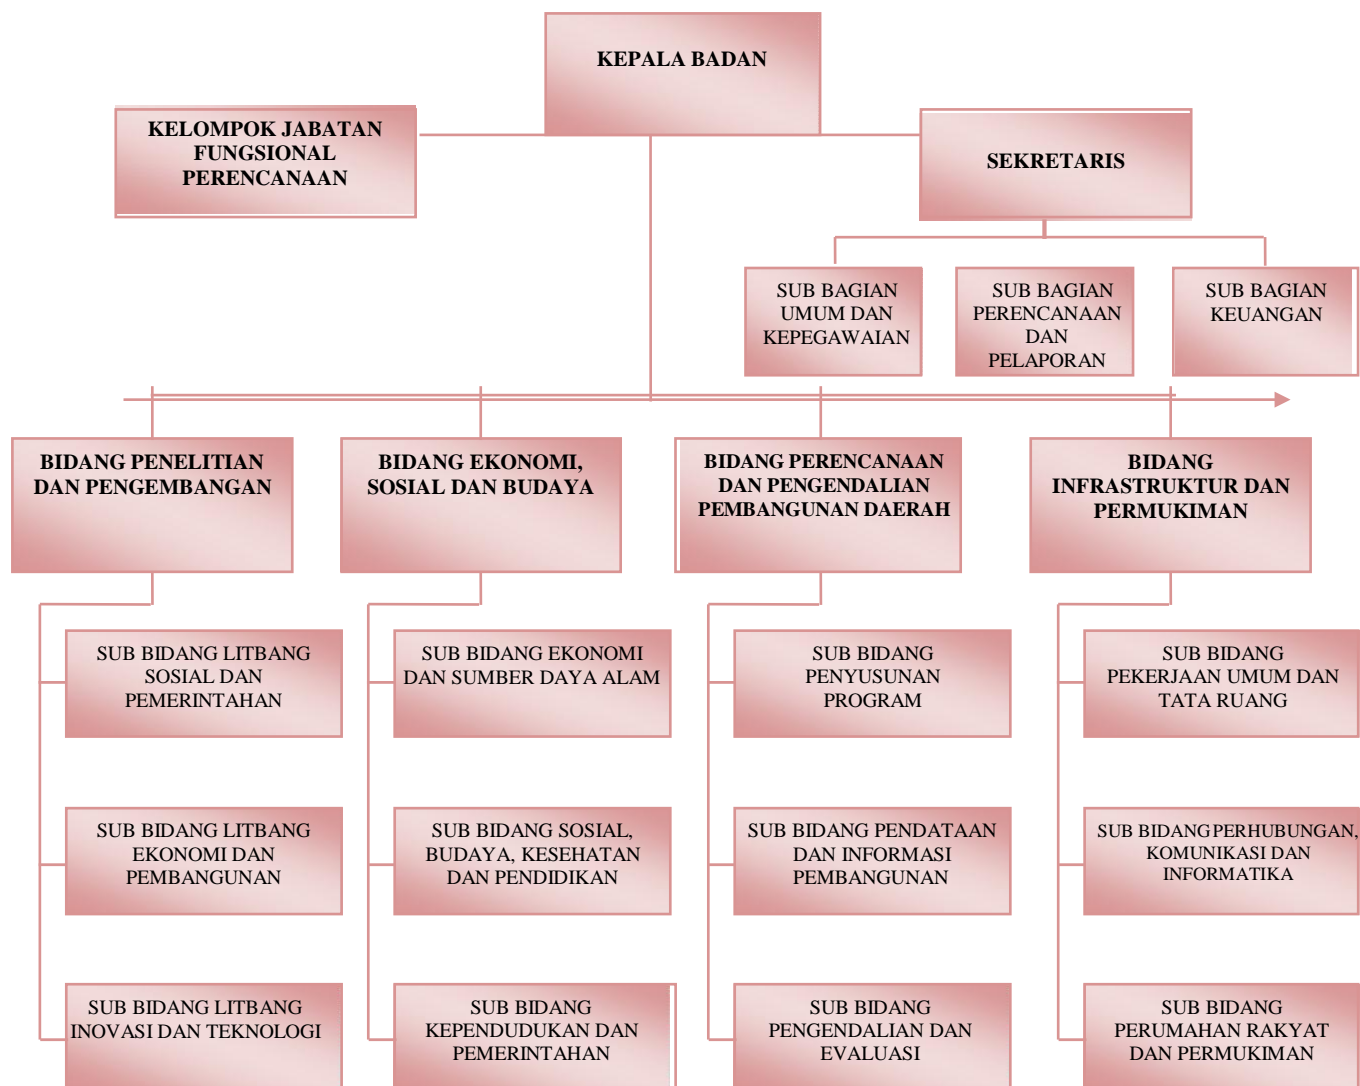 KEPALA BADAN
KELOMPOK JABATAN
FUNGSIONAL
PERENCANAAN
SEKRETARIS
SUB BAGIAN
UMUM DAN
KEPEGAWAIAN
SUB BAGIAN
PERENCANAAN
DAN
PELAPORAN
SUB BAGIAN
KEUANGAN
BIDANG PENELITIAN
DAN PENGEMBANGAN
BIDANG EKONOMI,
SOSIAL DAN BUDAYA
BIDANG PERENCANAAN
DAN PENGENDALIAN
PEMBANGUNAN DAERAH
BIDANG
INFRASTRUKTUR DAN
PERMUKIMAN
SUB BIDANG LITBANG
SOSIAL DAN
PEMERINTAHAN
SUB BIDANG EKONOMI
DAN SUMBER DAYA ALAM
SUB BIDANG
PENYUSUNAN
PROGRAM
SUB BIDANG
PEKERJAAN UMUM DAN
TATA RUANG
SUB BIDANG LITBANG
EKONOMI DAN
PEMBANGUNAN
SUB BIDANG SOSIAL,
BUDAYA, KESEHATAN
DAN PENDIDIKAN
SUB BIDANG PENDATAAN
DAN INFORMASI
PEMBANGUNAN
SUB BIDANG PERHUBUNGAN,
KOMUNIKASI DAN
INFORMATIKA
SUB BIDANG LITBANG
INOVASI DAN TEKNOLOGI
SUB BIDANG
KEPENDUDUKAN DAN
PEMERINTAHAN
SUB BIDANG
PENGENDALIAN DAN
EVALUASI
SUB BIDANG
PERUMAHAN RAKYAT
DAN PERMUKIMAN